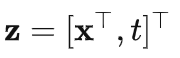 𝐳 = [𝐱^⊤, t]^⊤